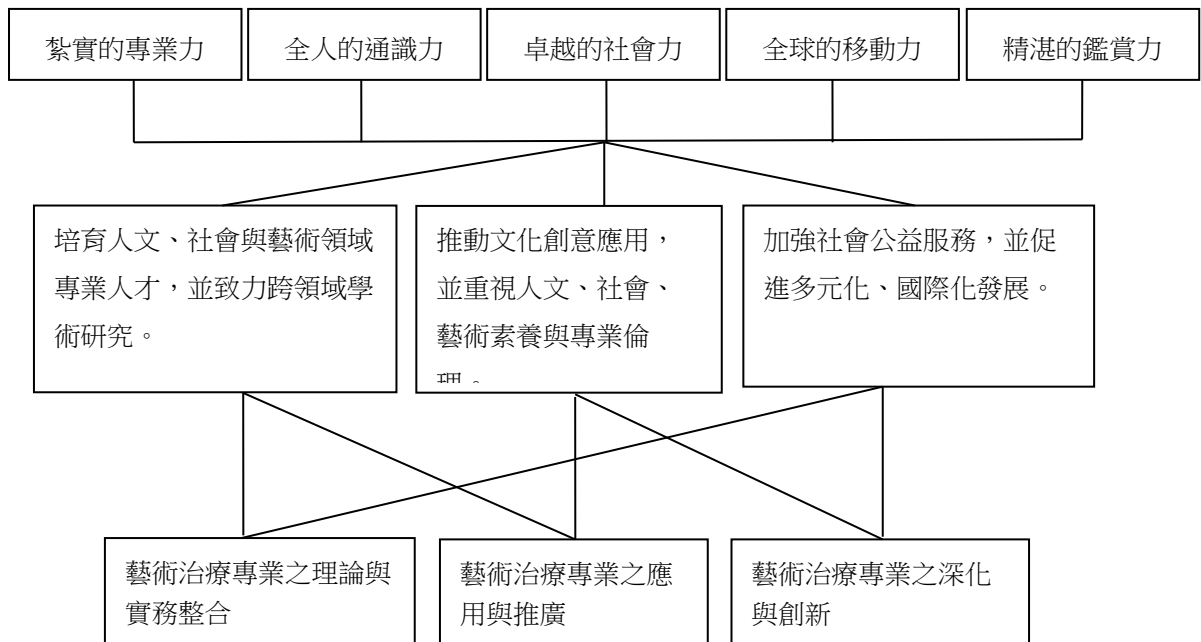 紮實的專業力
全人的通識力
卓越的社會力
全球的移動力
精湛的鑑賞力
培育人文、社會與藝術領域
專業人才，並致力跨領域學
術研究。
推動文化創意應用，
並重視人文、社會、
藝術素養與專業倫
理。
加強社會公益服務，並促
進多元化、國際化發展。
藝術治療專業之理論與
實務整合
藝術治療專業之應
用與推廣
藝術治療專業之深化
與創新